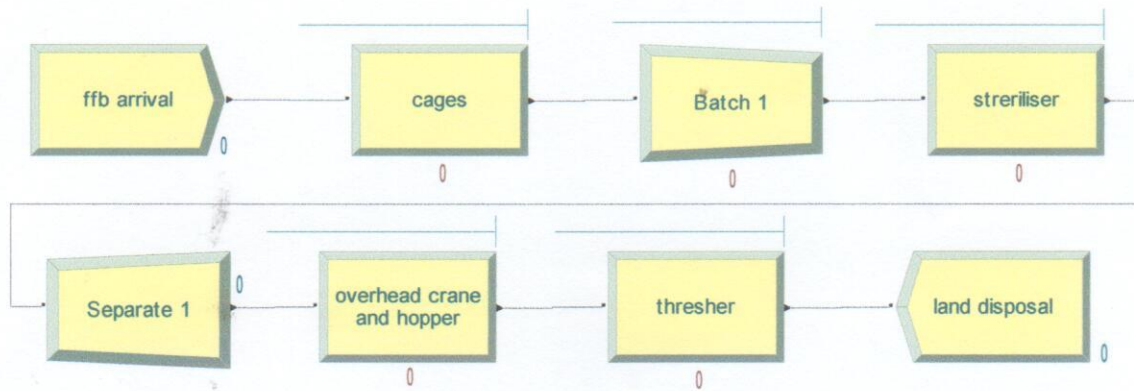 ffb arrival
cages
Batch 1
streriliser
0
0
0
0
Separate 1
0
overhead crane
and hopper
thresher
land disposal
0
0
0